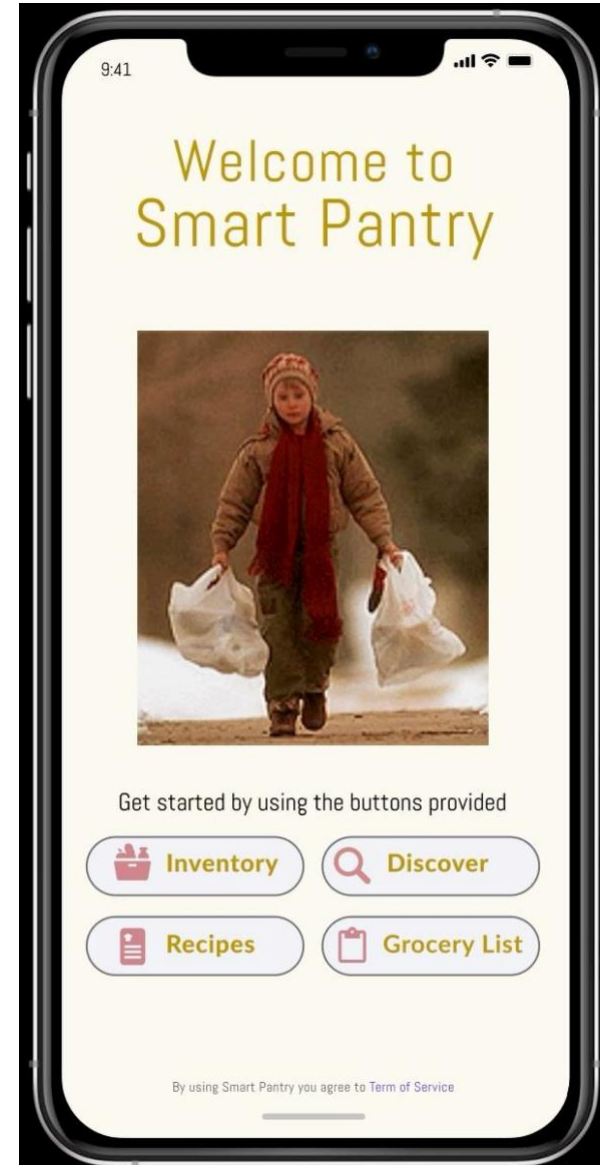 9:41
Welcome to
Smart Pantry
Get started by using the buttons provided
Inventory
Discover
Recipes
Grocery List
By using Smart Pantry you agree to Term of Service